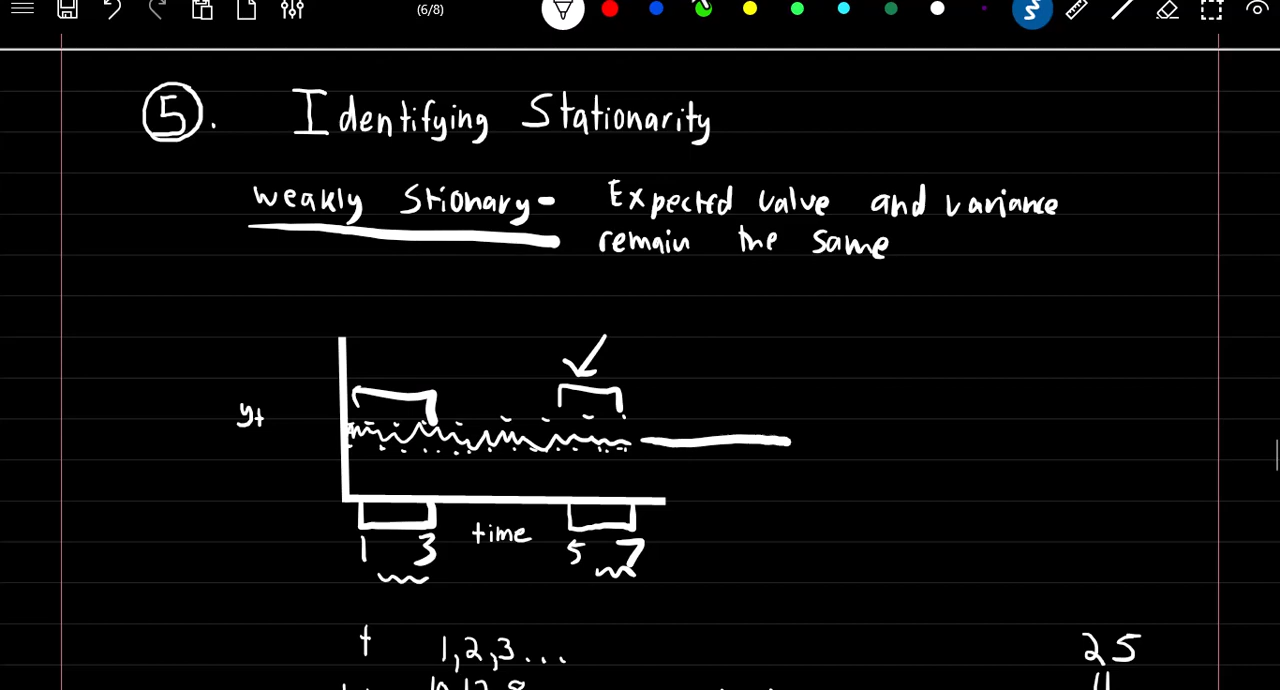 (6/8)
5. Identifying Stationarity
weakly Stionary- Expected value and variance
remain the same
yt
time
1 3 5 7
t 1,2,3... 25